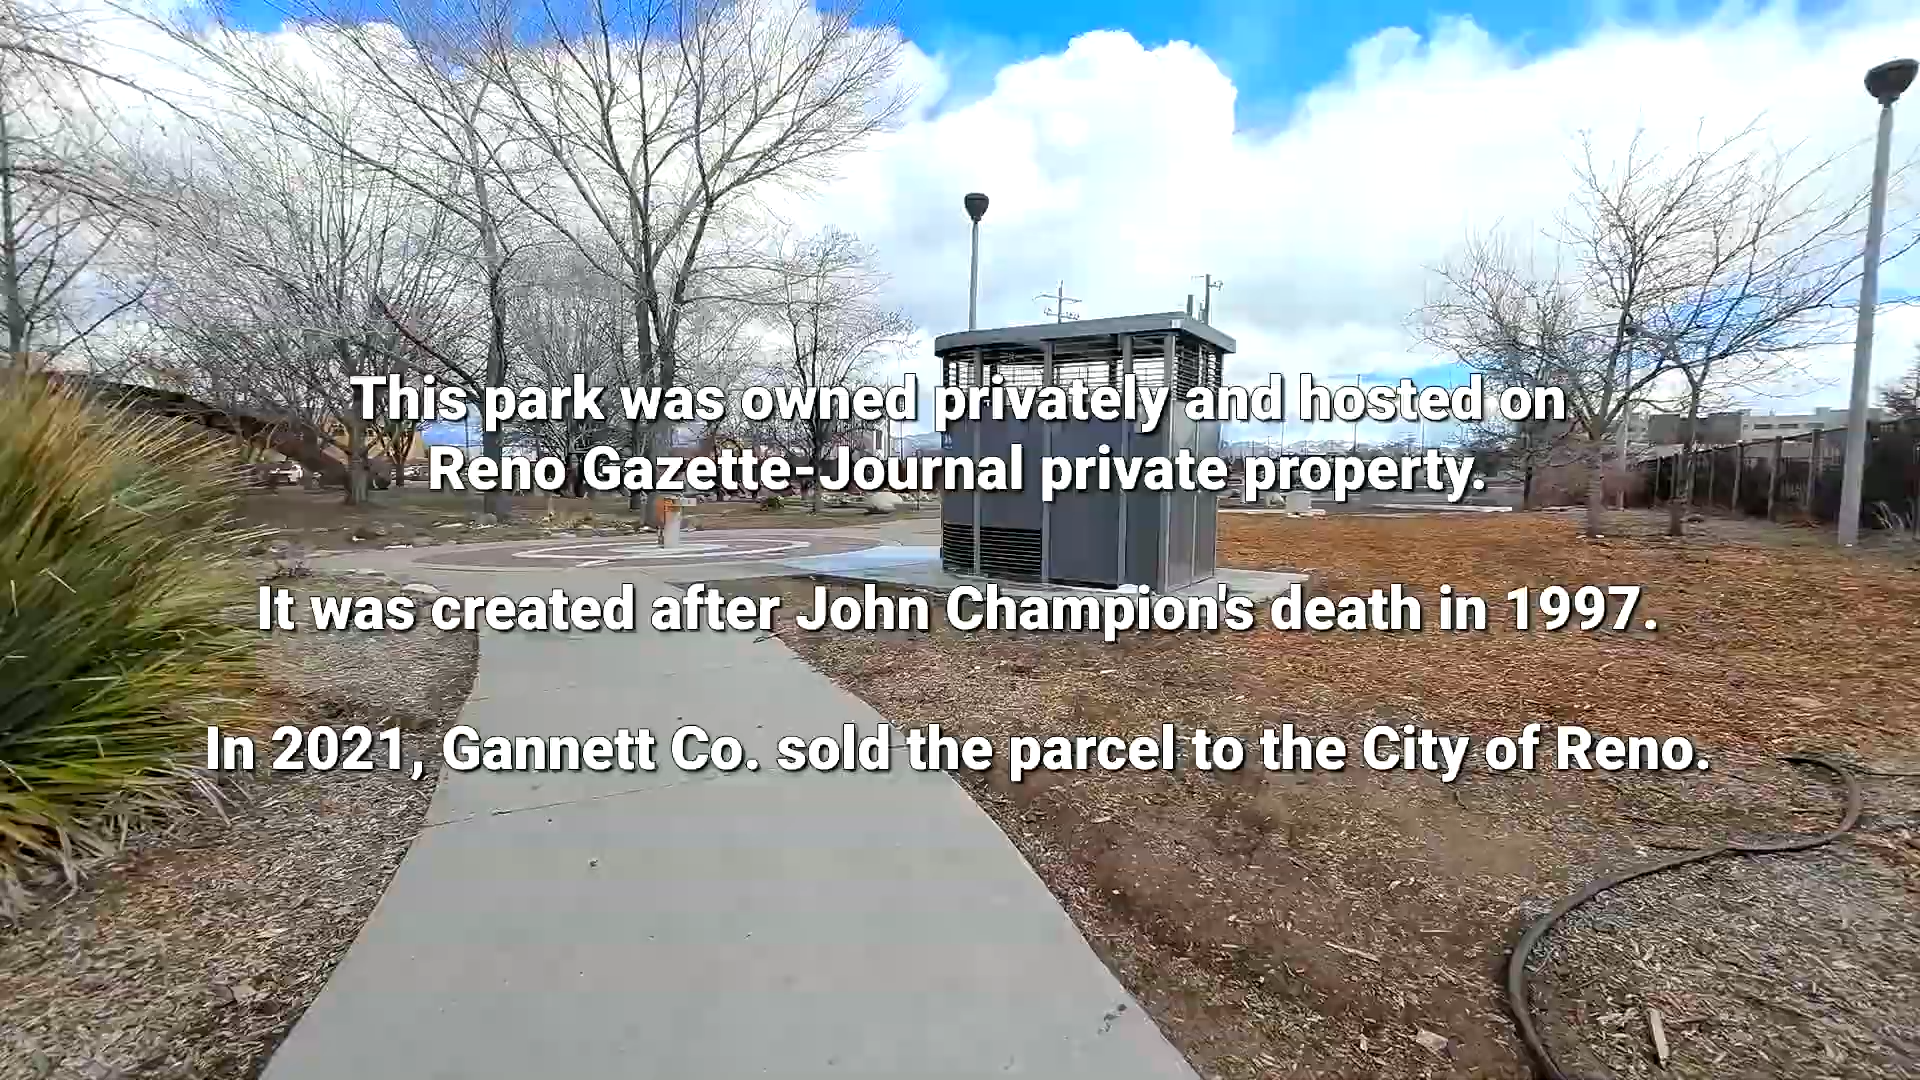 This park was owned privately and hosted on
Reno Gazette-Journal private property.
It was created after John Champion's death in 1997.
In 2021, Gannett Co. sold the parcel to the City of Reno.